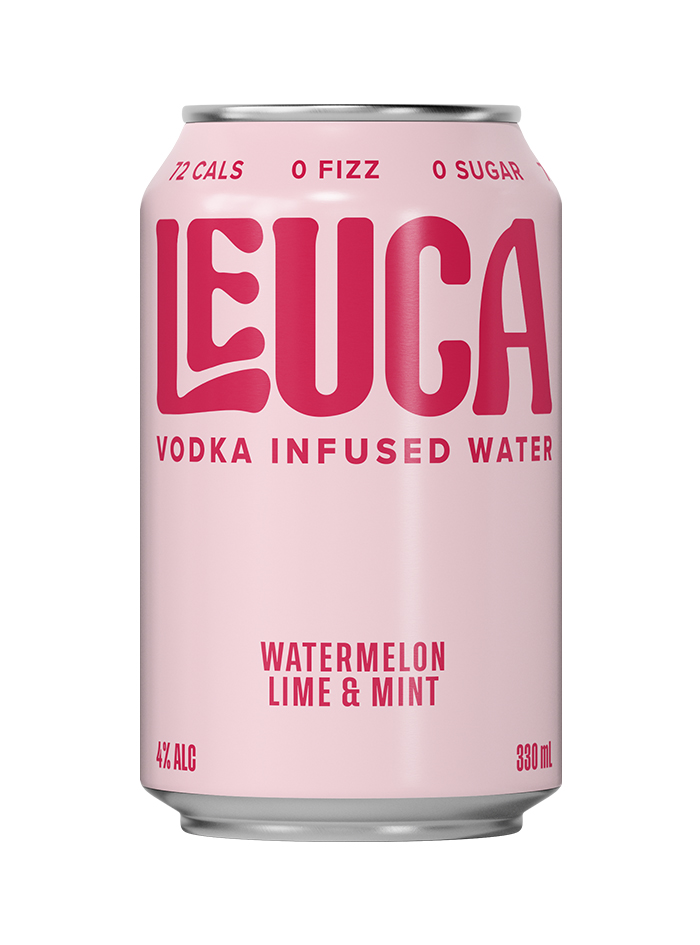 72 CALS 0 FIZZ 0 SUGAR
LEUCA
VODKA INFUSED WATER
WATERMELON
LIME & MINT
4% ALC 330 mL